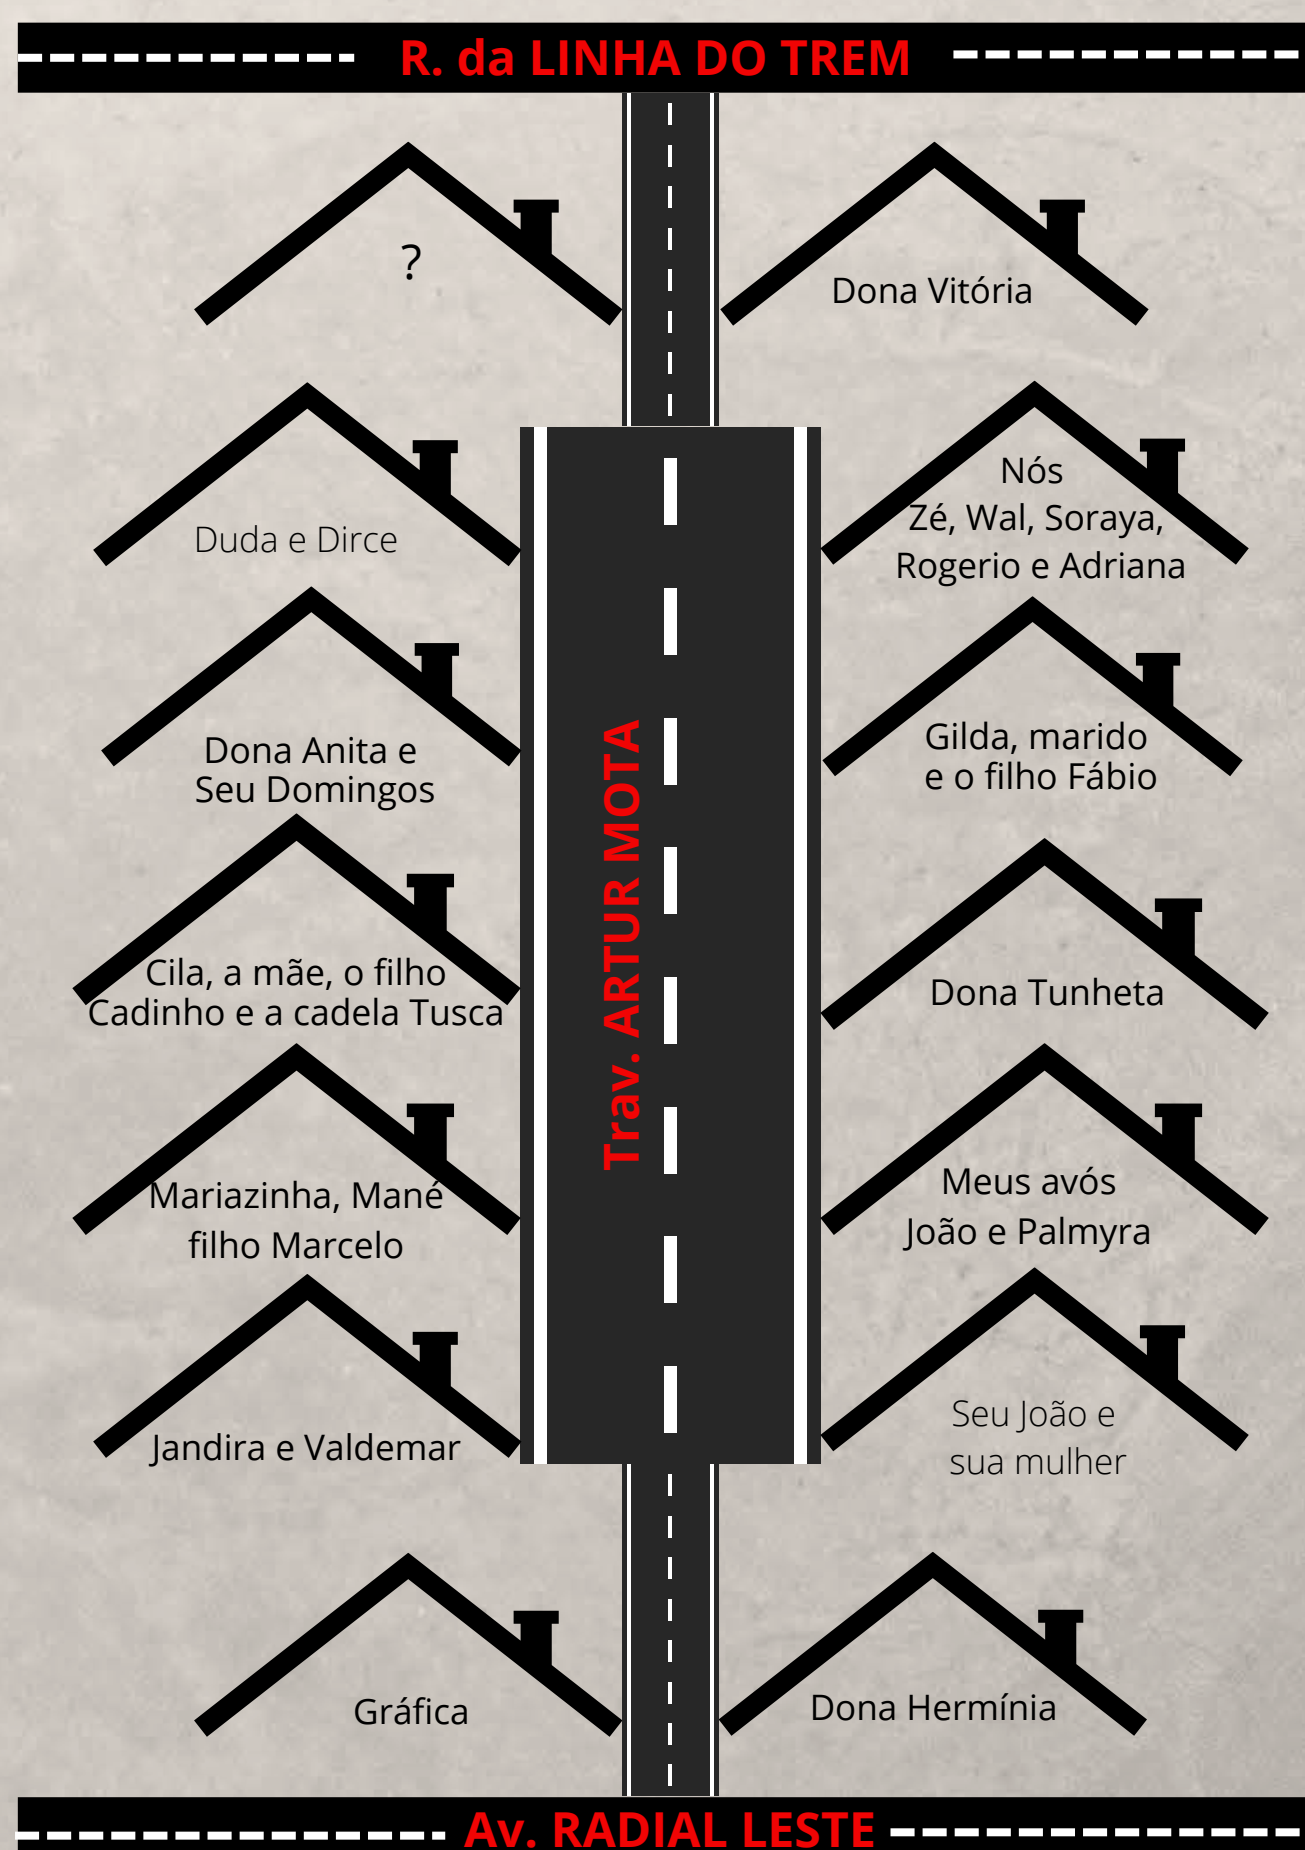 R. da LINHA DO TREM
?
Dona Vitória
Duda e Dirce
Nós
Zé, Wal, Soraya,
Rogerio e Adriana
Dona Anita e
Seu Domingos
Gilda, marido
e o filho Fábio
Trav. ARTUR MOTA
Cila, a mãe, o filho
Cadinho e a cadela Tusca
Dona Tunheta
Mariazinha, Mané
filho Marcelo
Meus avós
João e Palmyra
Jandira e Valdemar
Seu João e
sua mulher
Gráfica
Dona Hermínia
Av. RADIAL LESTE